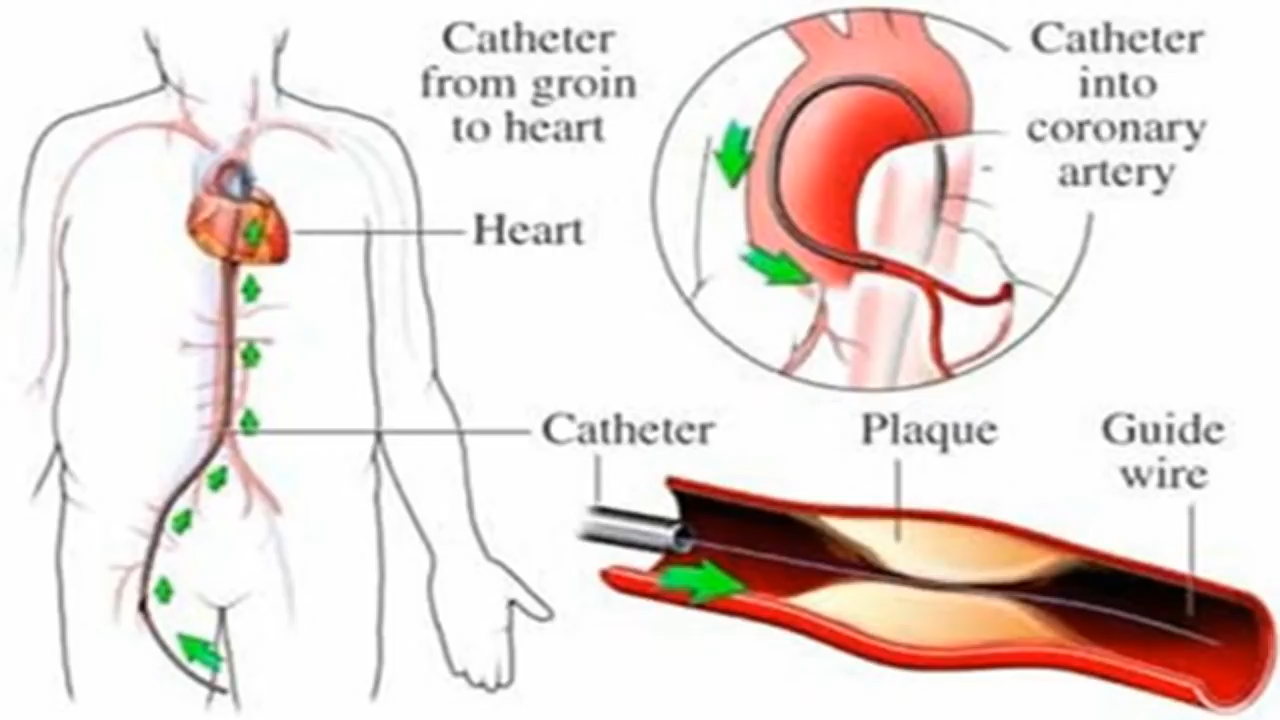 Catheter
from groin
to heart
Catheter
into
coronary
artery
Heart
Catheter
Plaque
Guide
wire